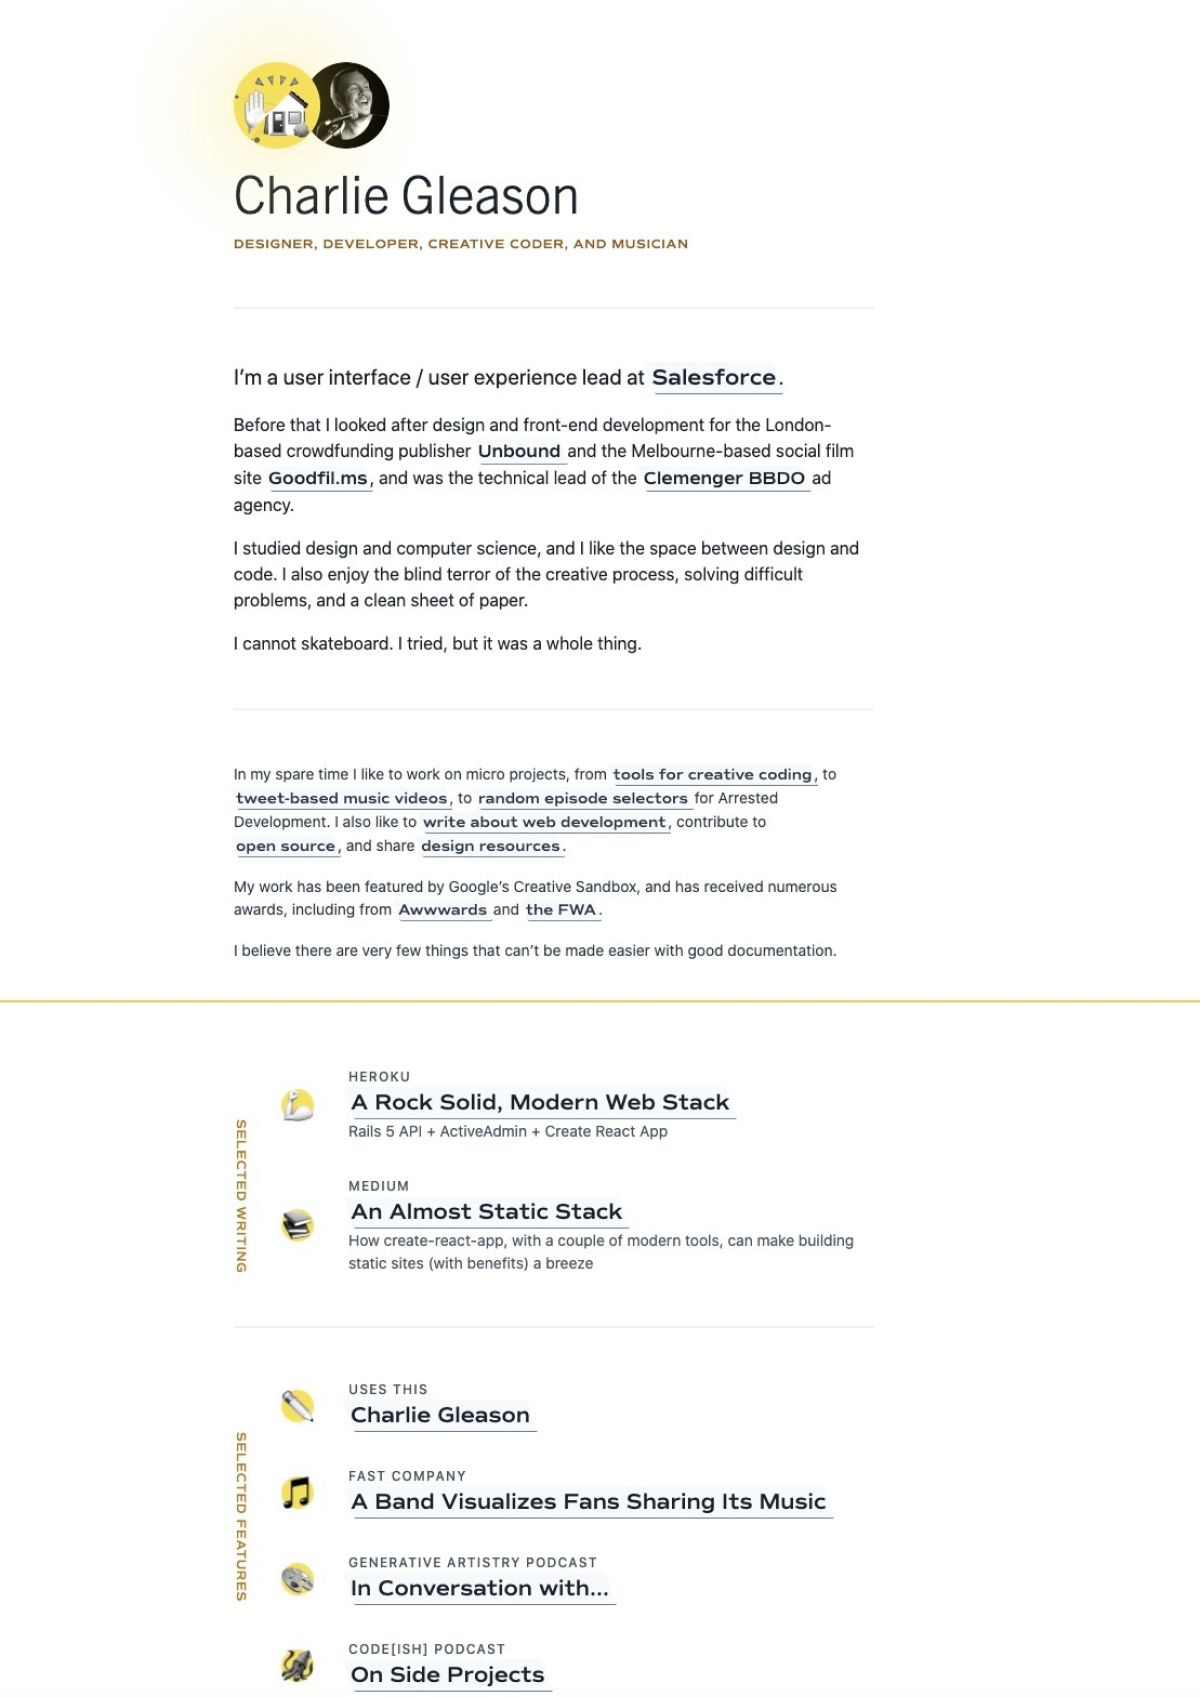 Charlie Gleason
DESIGNER, DEVELOPER, CREATIVE CODER, AND MUSICIAN
I’m a user interface / user experience lead at Salesforce.
Before that I looked after design and front-end development for the London-
based crowdfunding publisher Unbound and the Melbourne-based social film
site Goodfil.ms, and was the technical lead of the Clemenger BBDO ad
agency.
I studied design and computer science, and I like the space between design and
code. I also enjoy the blind terror of the creative process, solving difficult
problems, and a clean sheet of paper.
I cannot skateboard. I tried, but it was a whole thing.
In my spare time I like to work on micro projects, from tools for creative coding, to
tweet-based music videos, to random episode selectors for Arrested
Development. I also like to write about web development, contribute to
open source, and share design resources.
My work has been featured by Google’s Creative Sandbox, and has received numerous
awards, including from Awwwards and the FWA.
I believe there are very few things that can’t be made easier with good documentation.
SELECTED WRITING
HEROKU
A Rock Solid, Modern Web Stack
Rails 5 API + ActiveAdmin + Create React App
MEDIUM
An Almost Static Stack
How create-react-app, with a couple of modern tools, can make building
static sites (with benefits) a breeze
SELECTED FEATURES
USES THIS
Charlie Gleason
FAST COMPANY
A Band Visualizes Fans Sharing Its Music
GENERATIVE ARTISTRY PODCAST
In Conversation with...
CODE[ISH] PODCAST
On Side Projects